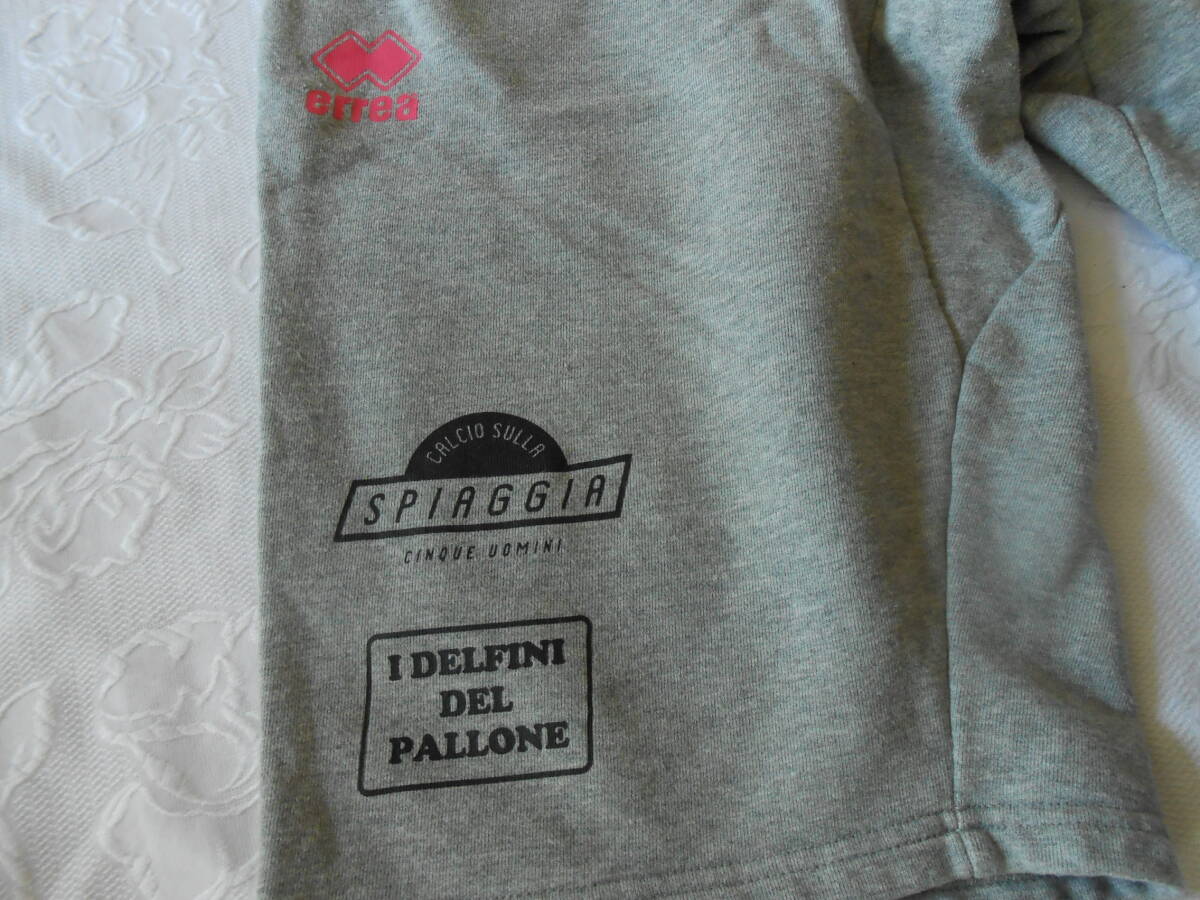 errea
CALCIO SULLA
SPIAGGIA
CINQUE UOMINI
I DELFINI
DEL
PALLONE